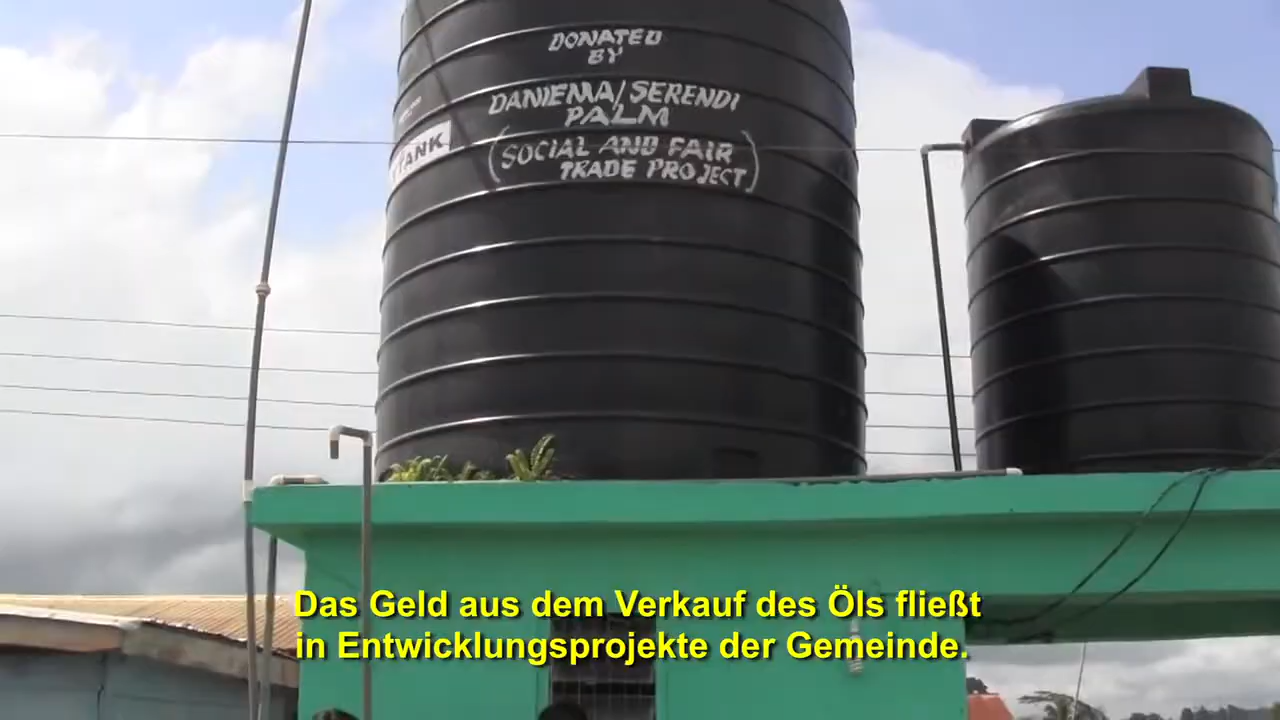 DONATED
BY
DANIEMA/SERENDI
PALM
(SOCIAL AND FAIR
TRADE PROJECT)
TANK
Das Geld aus dem Verkauf des Öls fließt
in Entwicklungsprojekte der Gemeinde.